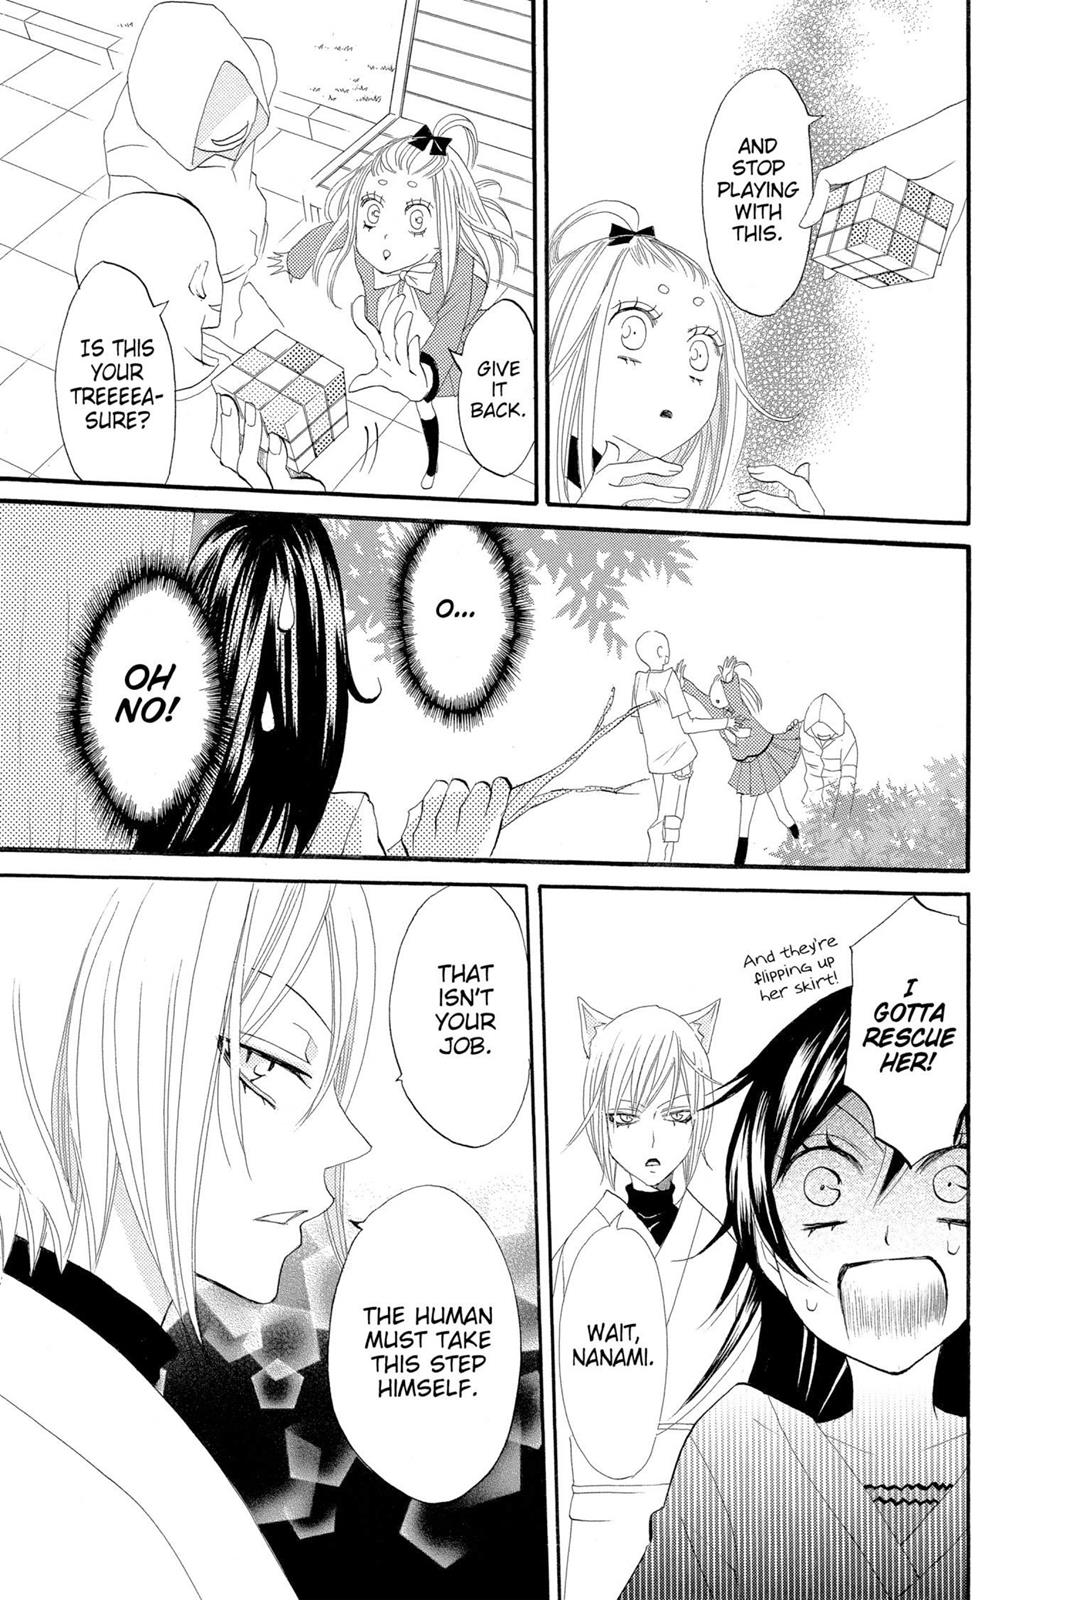 AND
STOP
PLAYING
WITH
THIS.
GIVE
IT
BACK.
IS THIS
YOUR
TREEEEA-
SURE?
O...
OH
NO!
I
GOTTA
RESCUE
HER!
And they're
flipping up
her skirt!
WAIT,
NANAMI.
THAT
ISN'T
YOUR
JOB.
THE HUMAN
MUST TAKE
THIS STEP
HIMSELF.